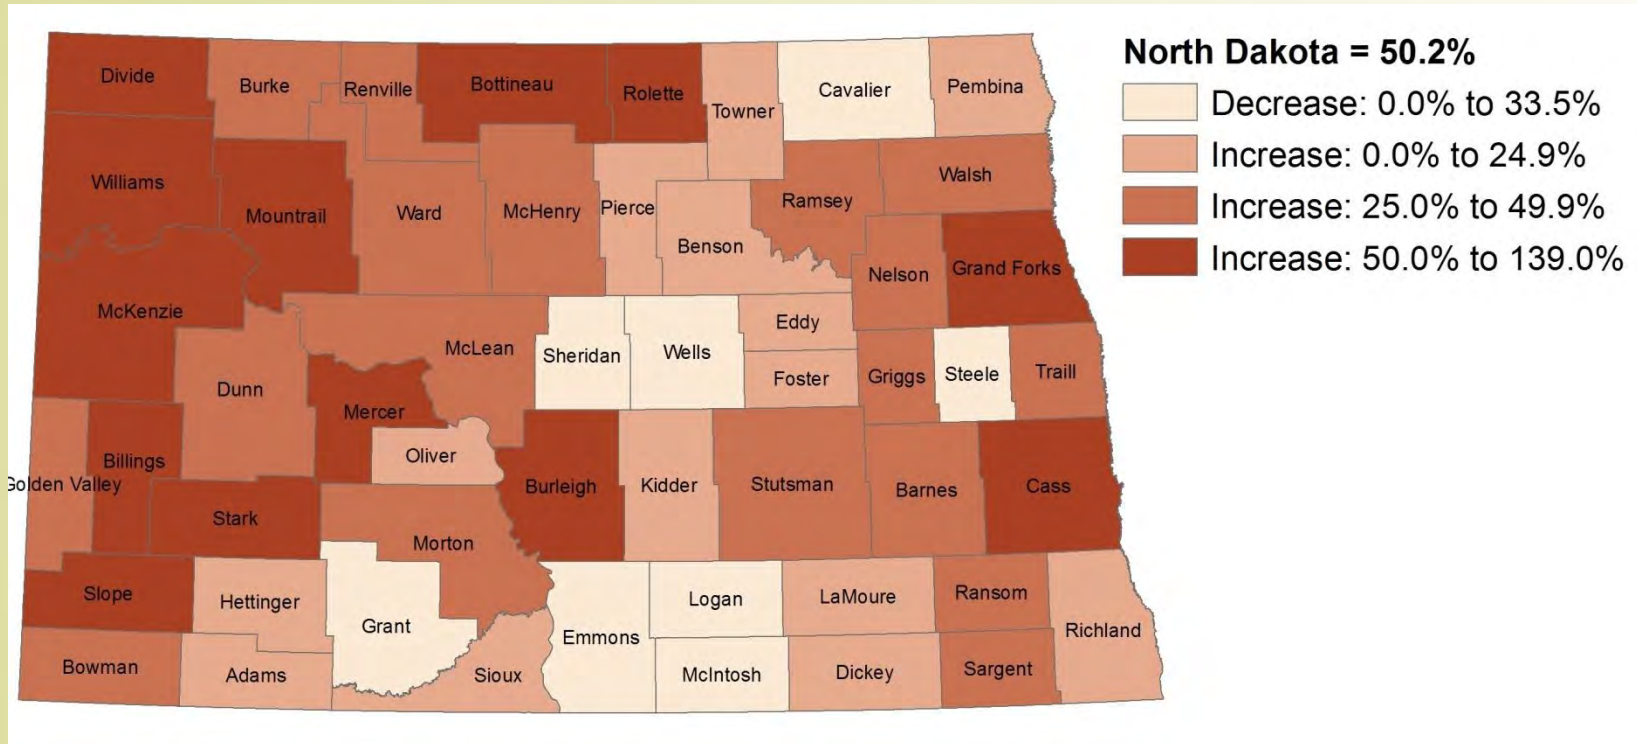 North Dakota = 50.2%
Decrease: 0.0% to 33.5%
Increase: 0.0% to 24.9%
Increase: 25.0% to 49.9%
Increase: 50.0% to 139.0%
Divide
Burke
Renville
Bottineau
Rolette
Towner
Cavalier
Pembina
Williams
Mountrail
Ward
McHenry
Pierce
Benson
Ramsey
Walsh
Nelson
Grand Forks
McKenzie
Dunn
McLean
Sheridan
Wells
Eddy
Foster
Griggs
Steele
Traill
Mercer
Oliver
Golden Valley
Billings
Stark
Morton
Burleigh
Kidder
Stutsman
Barnes
Cass
Slope
Hettinger
Grant
Emmons
Logan
LaMoure
Ransom
Richland
Bowman
Adams
Sioux
McIntosh
Dickey
Sargent